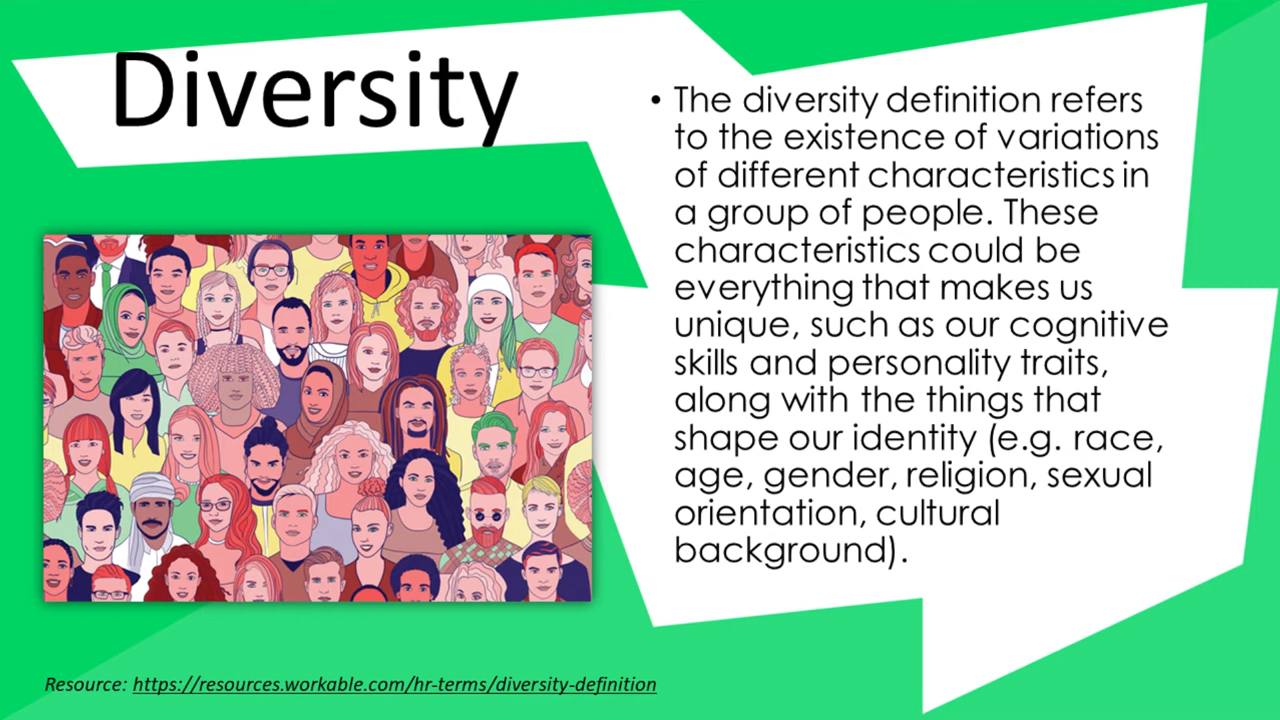 Diversity
• The diversity definition refers
to the existence of variations
of different characteristics in
a group of people. These
characteristics could be
everything that makes us
unique, such as our cognitive
skills and personality traits,
along with the things that
shape our identity (e.g. race,
age, gender, religion, sexual
orientation, cultural
background).
Resource: https://resources.workable.com/hr-terms/diversity-definition